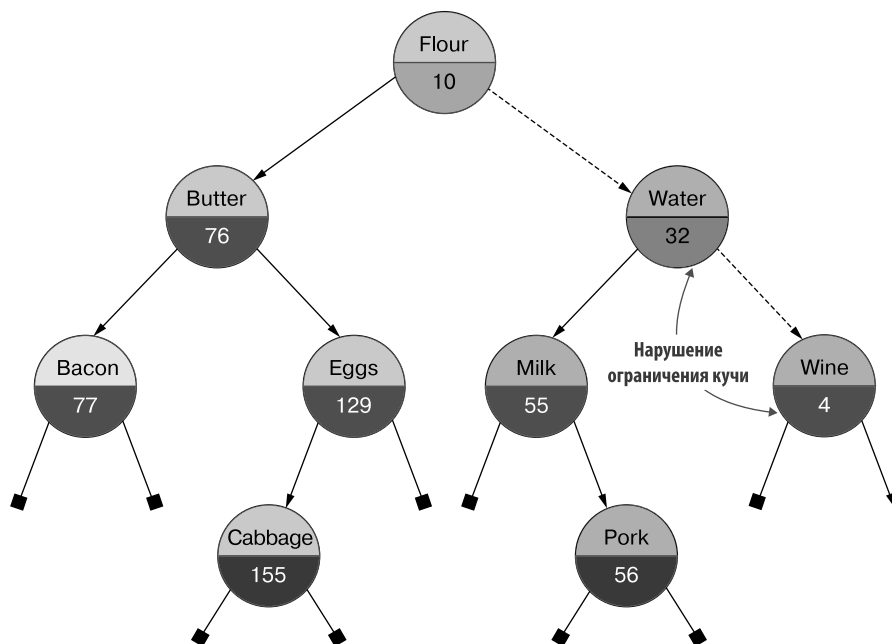 Flour
10
Butter
76
Water
32
Bacon
77
Eggs
129
Milk
55
Нарушение
ограничения кучи
Wine
4
Cabbage
155
Pork
56